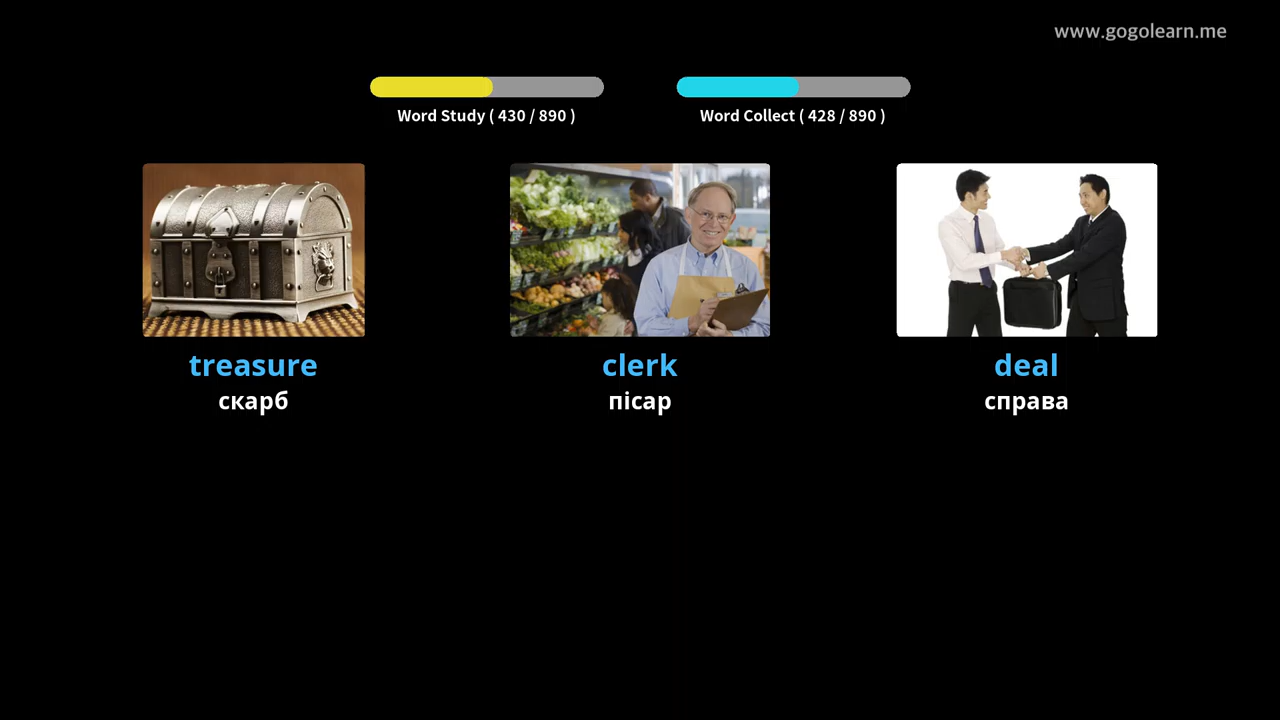 www.gogolearn.me
Word Study ( 430 / 890 )
Word Collect ( 428 / 890 )
treasure
скарб
clerk
пісар
deal
справа